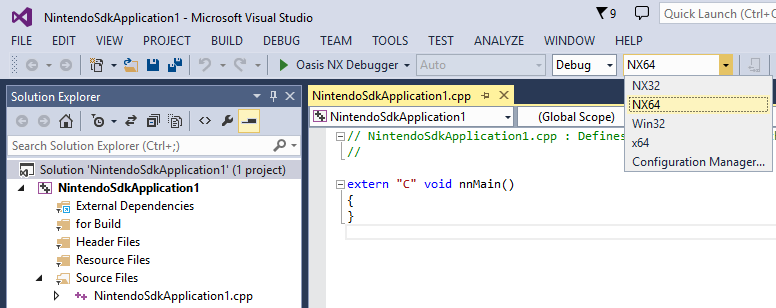 NintendoSdkApplication1 - Microsoft Visual Studio
9
Quick Launch (Ctrl+Q)
FILE EDIT VIEW PROJECT BUILD DEBUG TEAM TOOLS TEST ANALYZE WINDOW HELP
Oasis NX Debugger Auto Debug NX64
NX32
NX64
Win32
x64
Configuration Manager...
Solution Explorer
Search Solution Explorer (Ctrl+;)
Solution 'NintendoSdkApplication1' (1 project)
NintendoSdkApplication1
External Dependencies
for Build
Header Files
Resource Files
Source Files
NintendoSdkApplication1.cpp
NintendoSdkApplication1.cpp
NintendoSdkApplication1 (Global Scope)
// NintendoSdkApplication1.cpp : Defines
//
extern "C" void nnMain()
{
}